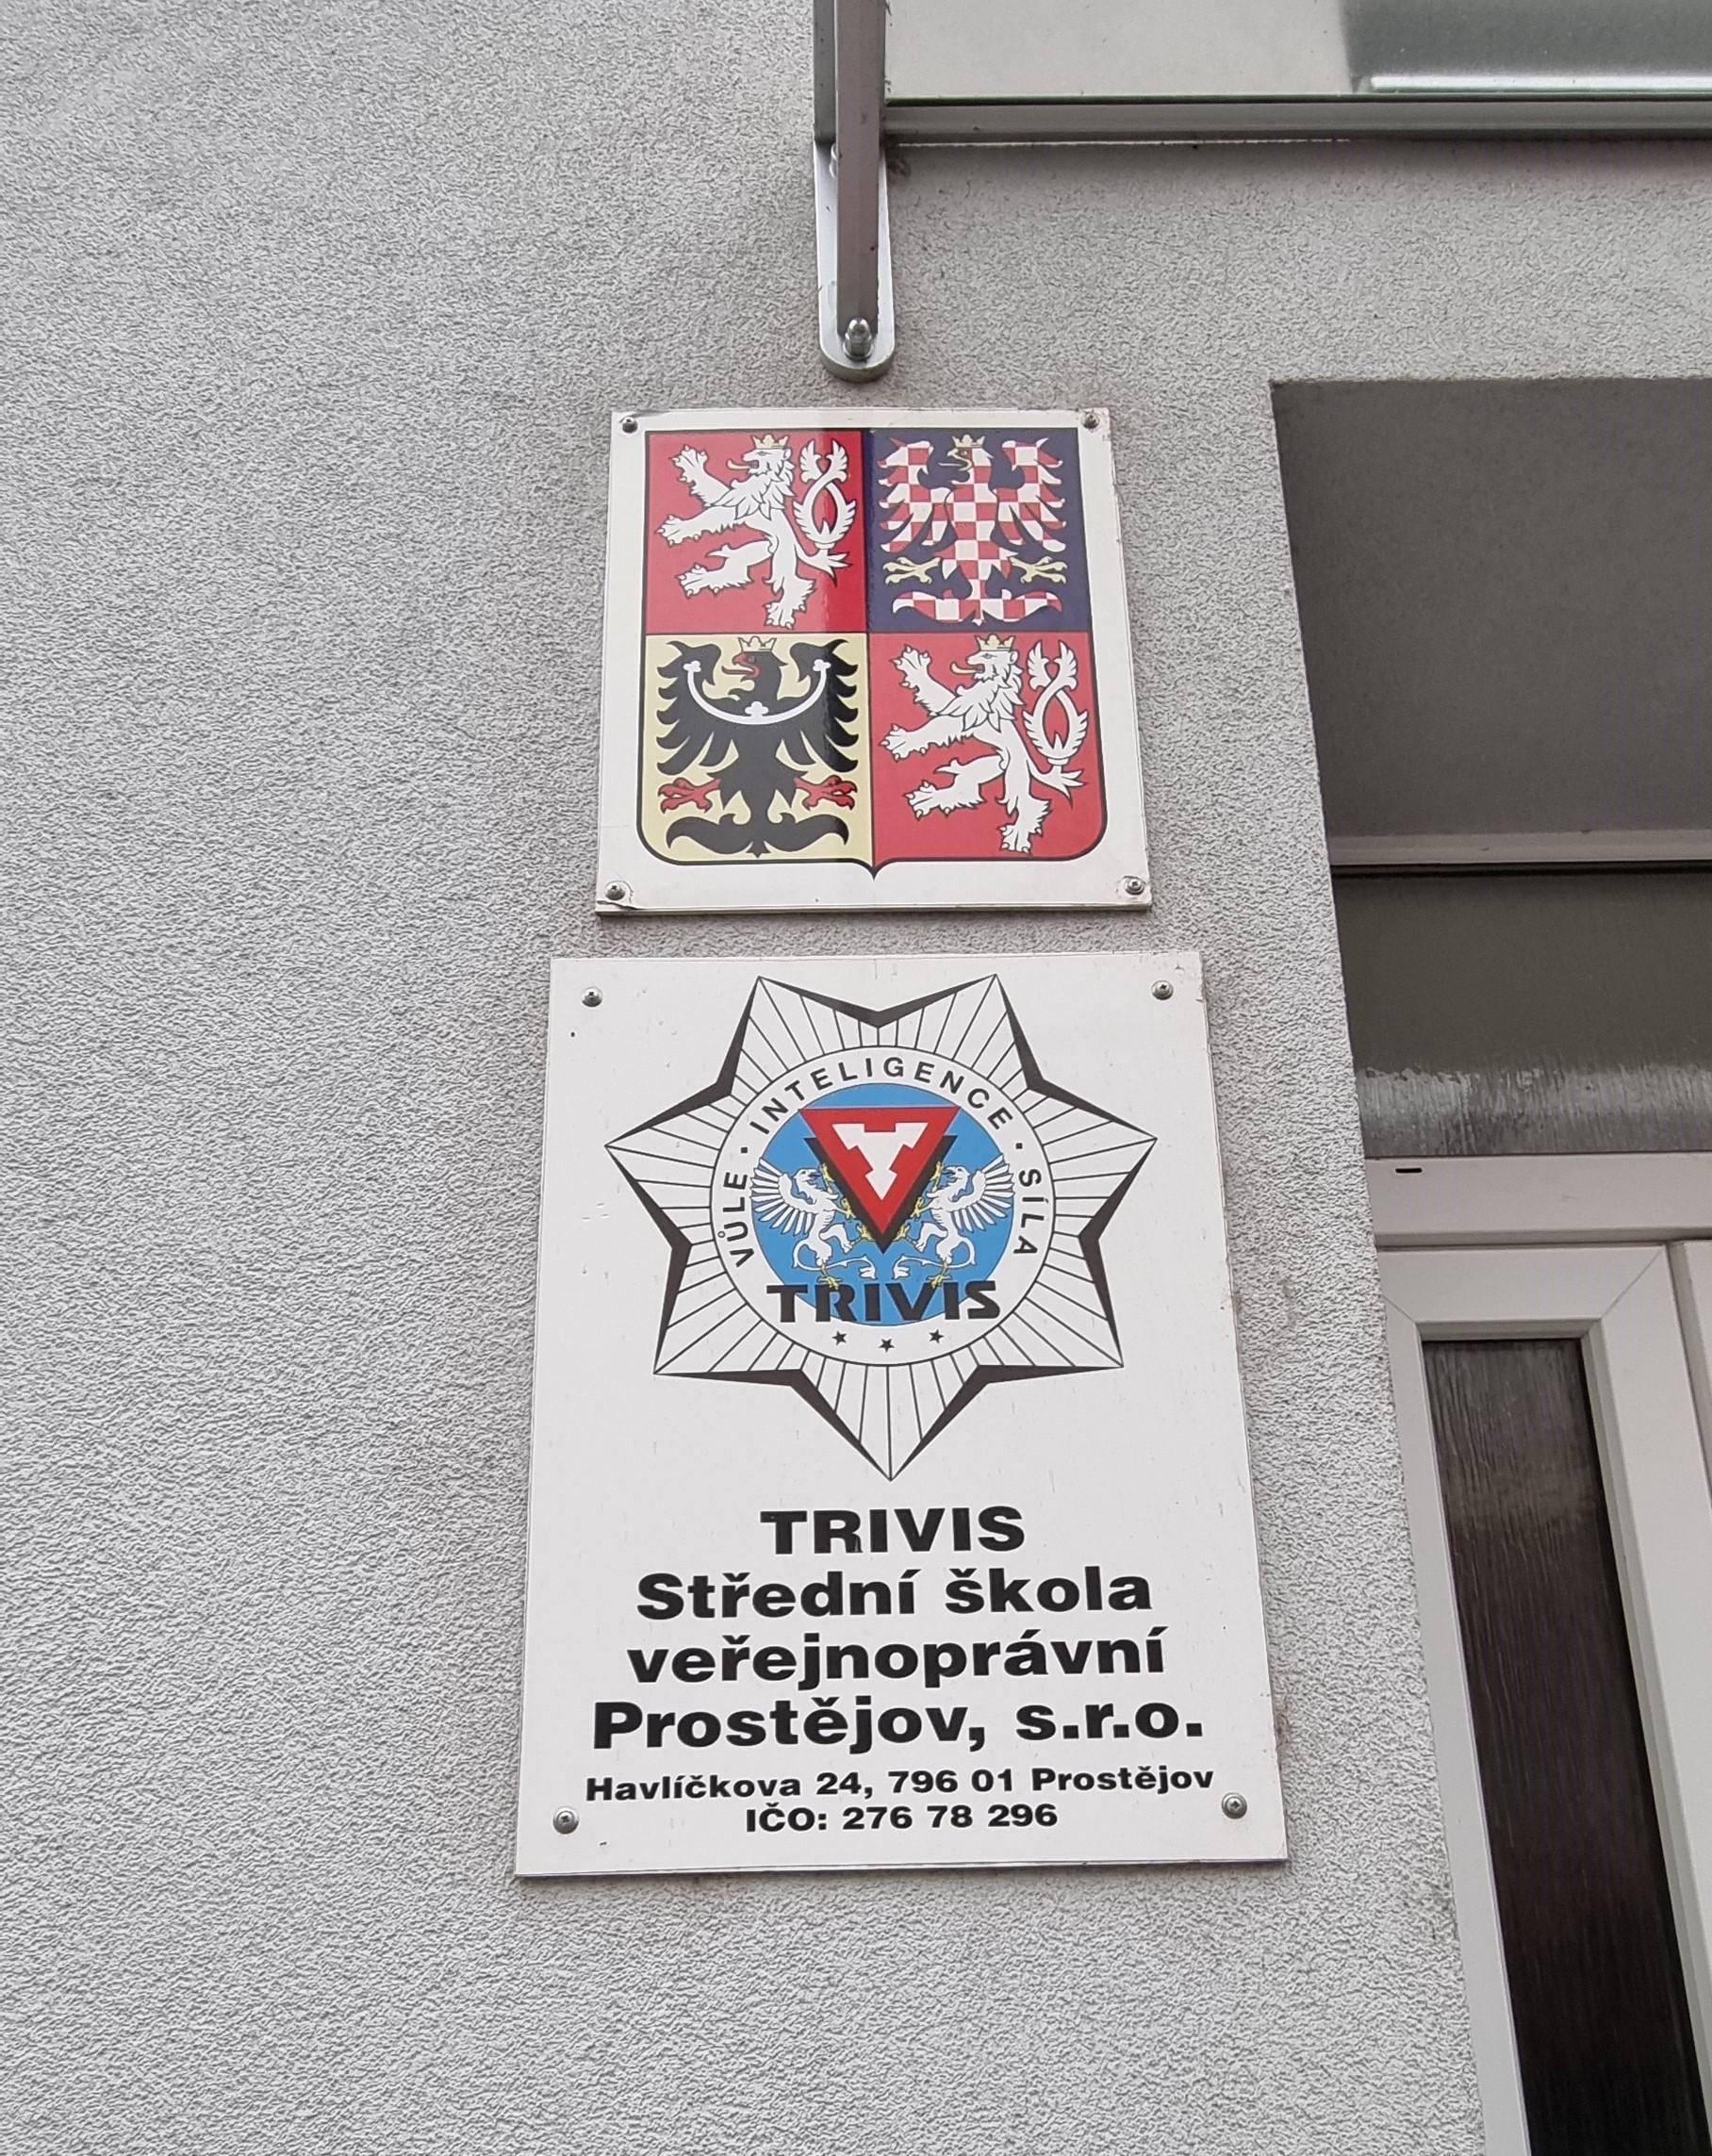 VŮLE · INTELIGENCE · SÍLA
TRIVIS
TRIVIS
Střední škola
veřejnoprávní
Prostějov, s.r.o.
Havlíčkova 24, 796 01 Prostějov
IČO: 276 78 296